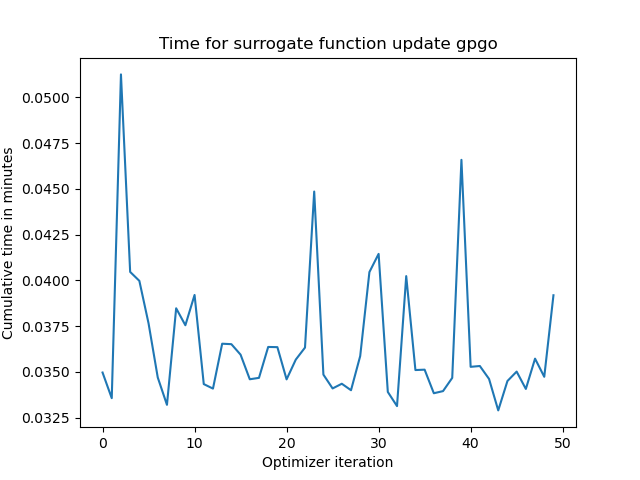 Time for surrogate function update gpgo
Cumulative time in minutes
0.0500
0.0475
0.0450
0.0425
0.0400
0.0375
0.0350
0.0325
0 10 20 30 40 50
Optimizer iteration